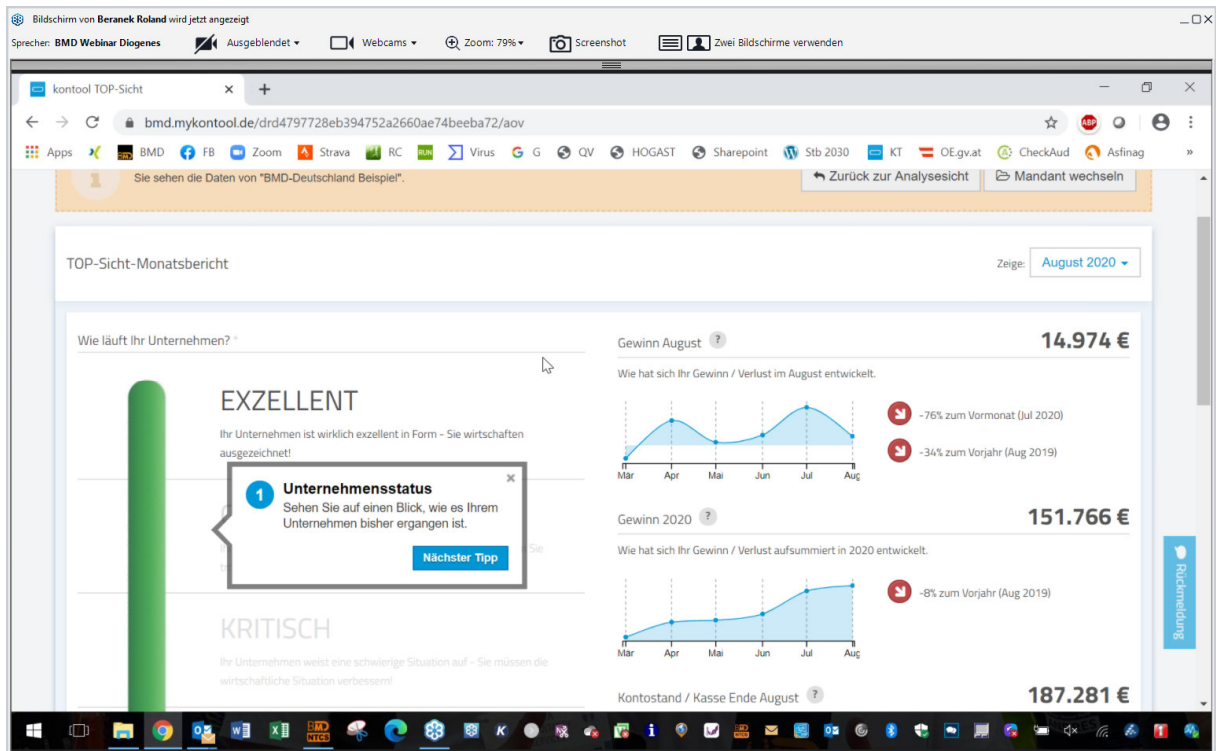 Bildschirm von Beranek Roland wird jetzt angezeigt
Sprecher: BMD Webinar Diogenes
Ausgeblendet
Webcams
Zoom: 79%
Screenshot
Zwei Bildschirme verwenden
kontool TOP-Sicht
bmd.mykontool.de/drd4797728eb394752a2660ae74beeba72/aov
ABP
Apps
BMD
FB
Zoom
Strava
RC
RUN
Virus
G
QV
HOGAST
Sharepoint
Stb 2030
KT
OE.gv.at
CheckAud
Asfinag
»
1
Sie sehen die Daten von "BMD-Deutschland Beispiel".
Zurück zur Analysesicht
Mandant wechseln
TOP-Sicht-Monatsbericht
Zeige:
August 2020
Wie läuft Ihr Unternehmen?
EXZELLENT
Ihr Unternehmen ist wirklich exzellent in Form - Sie wirtschaften
ausgezeichnet!
1
Unternehmensstatus
Sehen Sie auf einen Blick, wie es Ihrem
Unternehmen bisher ergangen ist.
Nächster Tipp
Sie
KRITISCH
Ihr Unternehmen weist eine schwierige Situation auf - Sie müssen die
wirtschaftliche Situation verbessern!
Gewinn August ?
14.974 €
Wie hat sich Ihr Gewinn / Verlust im August entwickelt.
-76% zum Vormonat (Jul 2020)
-34% zum Vorjahr (Aug 2019)
Mär Apr Mai Jun Jul Aug
Gewinn 2020 ?
151.766 €
Wie hat sich Ihr Gewinn / Verlust aufsummiert in 2020 entwickelt.
-8% zum Vorjahr (Aug 2019)
Mär Apr Mai Jun Jul Aug
Kontostand / Kasse Ende August ?
187.281 €
Rückmeldung
BMD
NTCS